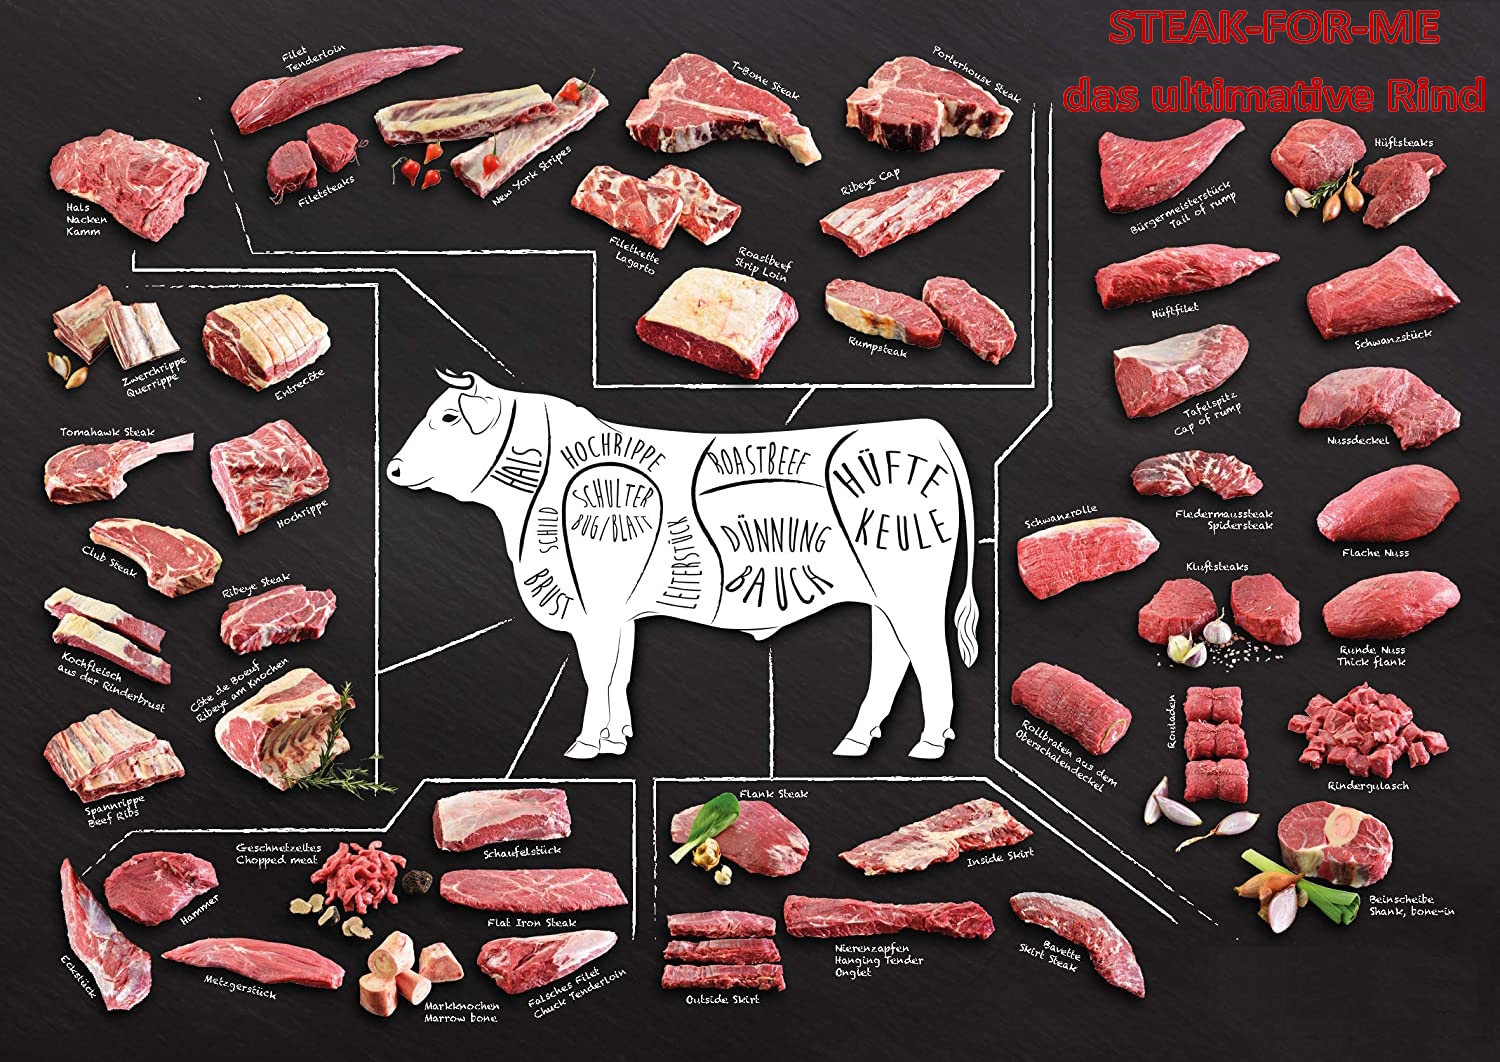 STEAK-FOR-ME
das ultimative Rind
Filet
Tenderloin
Filetsteaks
New York Stripes
T-Bone Steak
Porterhouse Steak
Filetkette
Lagarto
Ribeye Cap
Roastbeef
Strip Loin
Rumpsteak
Hals
Nacken
Kamm
Zwerchrippe
Querrippe
Entrecôte
Tomahawk Steak
Hochrippe
Club Steak
Ribeye Steak
Kochfleisch
aus der Rinderbrust
Côte de Boeuf
Ribeye am Knochen
Spannrippe
Beef Ribs
HALS
HOCHRIPPE
SCHULTER
BUG/BLATT
SCHILD
BRUST
LEITERSTÜCK
ROASTBEEF
DÜNNUNG
BAUCH
HÜFTE
KEULE
Bürgermeisterstück
Tail of rump
Hüftsteaks
Hüftfilet
Schwanzstück
Tafelspitz
Cap of rump
Nussdeckel
Fledermaussteak
Spidersteak
Flache Nuss
Schwanzrolle
Kluftsteaks
Runde Nuss
Thick flank
Rollbraten aus dem
Oberschalendeckel
Rouladen
Rindergulasch
Beinscheibe
Shank, bone-in
Eckstück
Hammer
Geschnetzeltes
Chopped meat
Schaufelstück
Flat Iron Steak
Metzgerstück
Markknochen
Marrow bone
Falsches Filet
Chuck Tenderloin
Flank Steak
Inside Skirt
Outside Skirt
Nierenzapfen
Hanging Tender
Onglet
Bavette
Skirt Steak